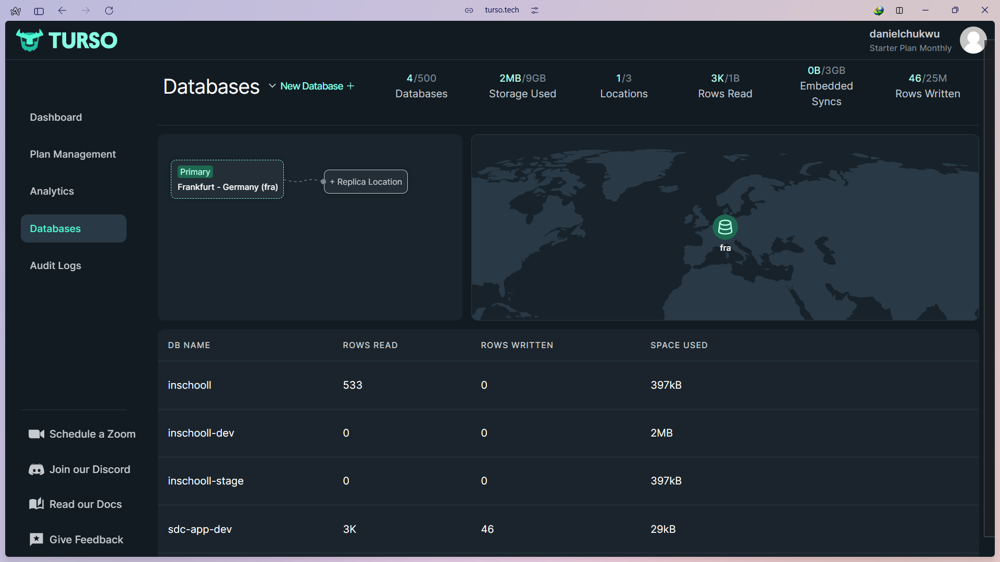 turso.tech
TURSO
danielchukwu
Starter Plan Monthly
Databases
New Database +
4/500
Databases
2MB/9GB
Storage Used
1/3
Locations
3K/1B
Rows Read
0B/3GB
Embedded
Syncs
46/25M
Rows Written
Dashboard
Plan Management
Analytics
Databases
Audit Logs
Primary
Frankfurt - Germany (fra)
+ Replica Location
fra
DB NAME ROWS READ ROWS WRITTEN SPACE USED
inschooll 533 0 397kB
inschooll-dev 0 0 2MB
inschooll-stage 0 0 397kB
sdc-app-dev 3K 46 29kB
Schedule a Zoom
Join our Discord
Read our Docs
Give Feedback